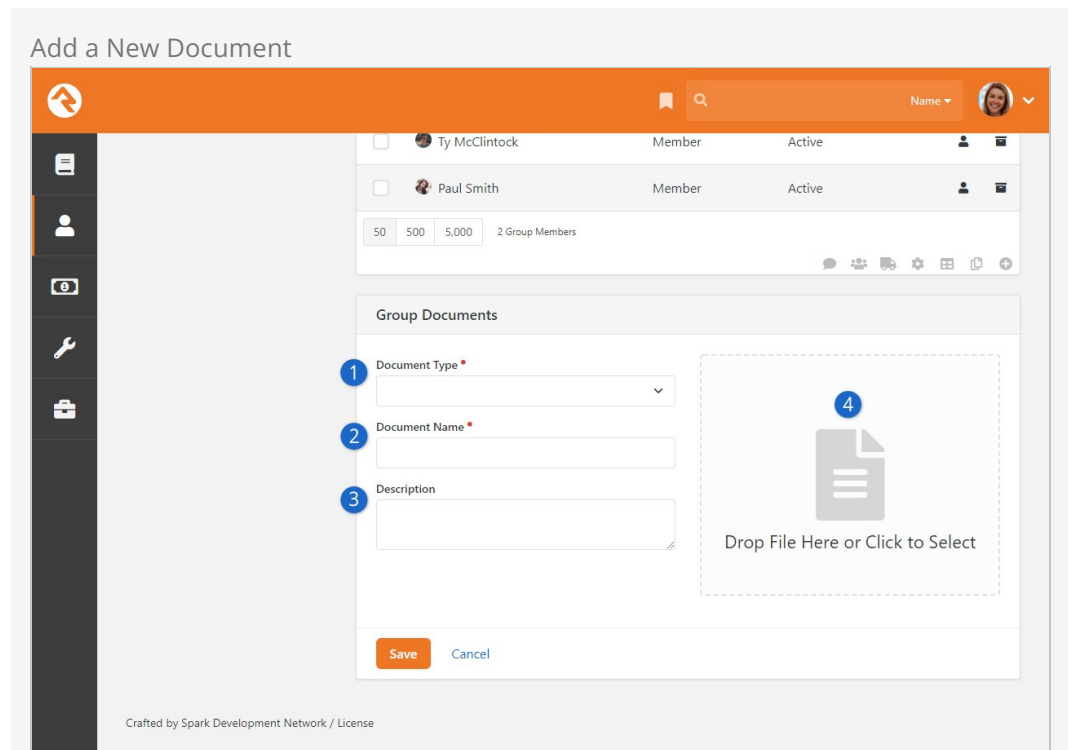 Add a New Document
Name
Ty McClintock Member Active
Paul Smith Member Active
50 500 5,000 2 Group Members
Group Documents
1 Document Type
2 Document Name
3 Description
4
Drop File Here or Click to Select
Save Cancel
Crafted by Spark Development Network / License